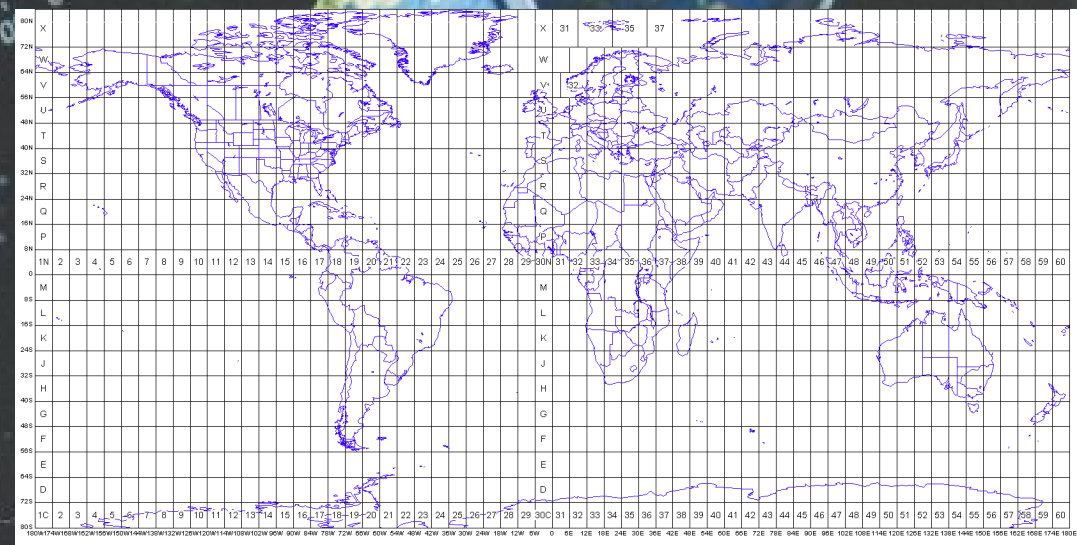 80N X X 31 33 35 37
72N
W W
64N
V V 32
56N
U U
48N
T T
40N
S S
32N
R R
24N
Q Q
16N
P P
8N
1N 2 3 4 5 6 7 8 9 10 11 12 13 14 15 16 17 18 19 20 21 22 23 24 25 26 27 28 29 30N 31 32 33 34 35 36 37 38 39 40 41 42 43 44 45 46 47 48 49 50 51 52 53 54 55 56 57 58 59 60
0
M M
8S
L L
16S
K K
24S
J J
32S
H H
40S
G G
48S
F F
56S
E E
64S
D D
72S
1C 2 3 4 5 6 7 8 9 10 11 12 13 14 15 16 17 18 19 20 21 22 23 24 25 26 27 28 29 30C 31 32 33 34 35 36 37 38 39 40 41 42 43 44 45 46 47 48 49 50 51 52 53 54 55 56 57 58 59 60
80S
180W 174W 168W 162W 156W 150W 144W 138W 132W 126W 120W 114W 108W 102W 96W 90W 84W 78W 72W 66W 60W 54W 48W 42W 36W 30W 24W 18W 12W 6W 0 6E 12E 18E 24E 30E 36E 42E 48E 54E 60E 66E 72E 78E 84E 90E 96E 102E 108E 114E 120E 126E 132E 138E 144E 150E 156E 162E 168E 174E 180E